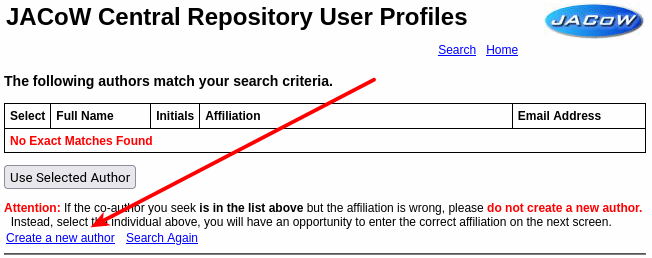 JACoW Central Repository User Profiles
JACoW
Search Home
The following authors match your search criteria.
Select Full Name Initials Affiliation Email Address
No Exact Matches Found
Use Selected Author
Attention: If the co-author you seek is in the list above but the affiliation is wrong, please do not create a new author.
Instead, select the individual above, you will have an opportunity to enter the correct affiliation on the next screen.
Create a new author Search Again